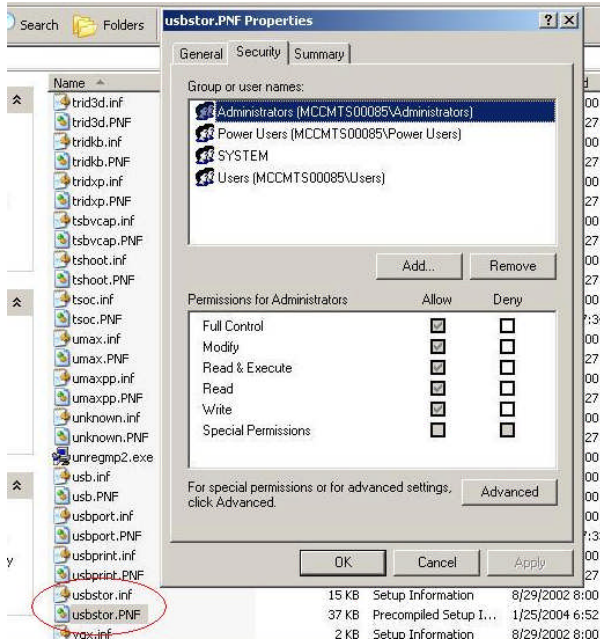 Search Folders
usbstor.PNF Properties
General Security Summary
Group or user names:
Administrators (MCCMTS00085\Administrators)
Power Users (MCCMTS00085\Power Users)
SYSTEM
Users (MCCMTS00085\Users)
Add... Remove
Permissions for Administrators Allow Deny
Full Control
Modify
Read & Execute
Read
Write
Special Permissions
For special permissions or for advanced settings,
click Advanced.
Advanced
OK Cancel Apply
Name
trid3d.inf
trid3d.PNF
tridkb.inf
tridkb.PNF
tridxp.inf
tridxp.PNF
tsbvcap.inf
tsbvcap.PNF
tshoot.inf
tshoot.PNF
tsoc.inf
tsoc.PNF
umax.inf
umax.PNF
umaxpp.inf
umaxpp.PNF
unknown.inf
unknown.PNF
unregmp2.exe
usb.inf
usb.PNF
usbport.inf
usbport.PNF
usbprint.inf
usbprint.PNF
usbstor.inf 15 KB Setup Information 8/29/2002 8:00
usbstor.PNF 37 KB Precompiled Setup I... 1/25/2004 6:52
vgx.inf 2 KB Setup Information 8/29/2002 8:00